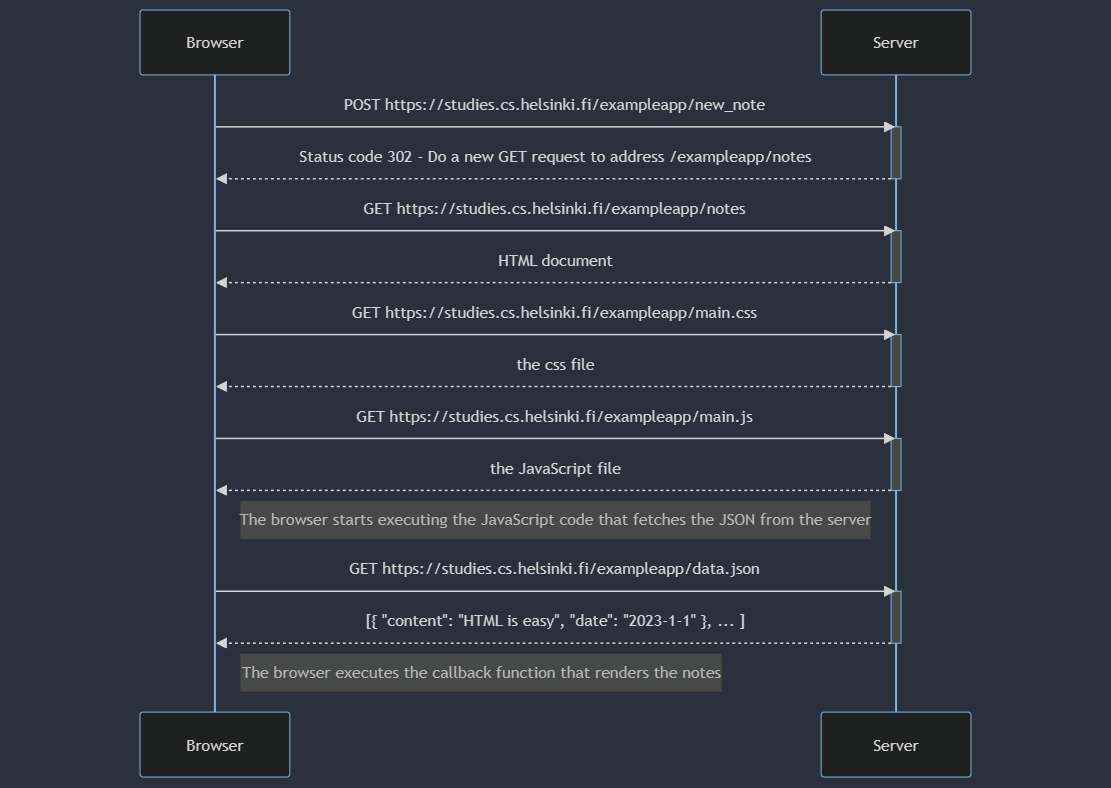 Browser
Server
POST https://studies.cs.helsinki.fi/exampleapp/new_note
Status code 302 - Do a new GET request to address /exampleapp/notes
GET https://studies.cs.helsinki.fi/exampleapp/notes
HTML document
GET https://studies.cs.helsinki.fi/exampleapp/main.css
the css file
GET https://studies.cs.helsinki.fi/exampleapp/main.js
the JavaScript file
The browser starts executing the JavaScript code that fetches the JSON from the server
GET https://studies.cs.helsinki.fi/exampleapp/data.json
[{ "content": "HTML is easy", "date": "2023-1-1" }, ... ]
The browser executes the callback function that renders the notes
Browser
Server